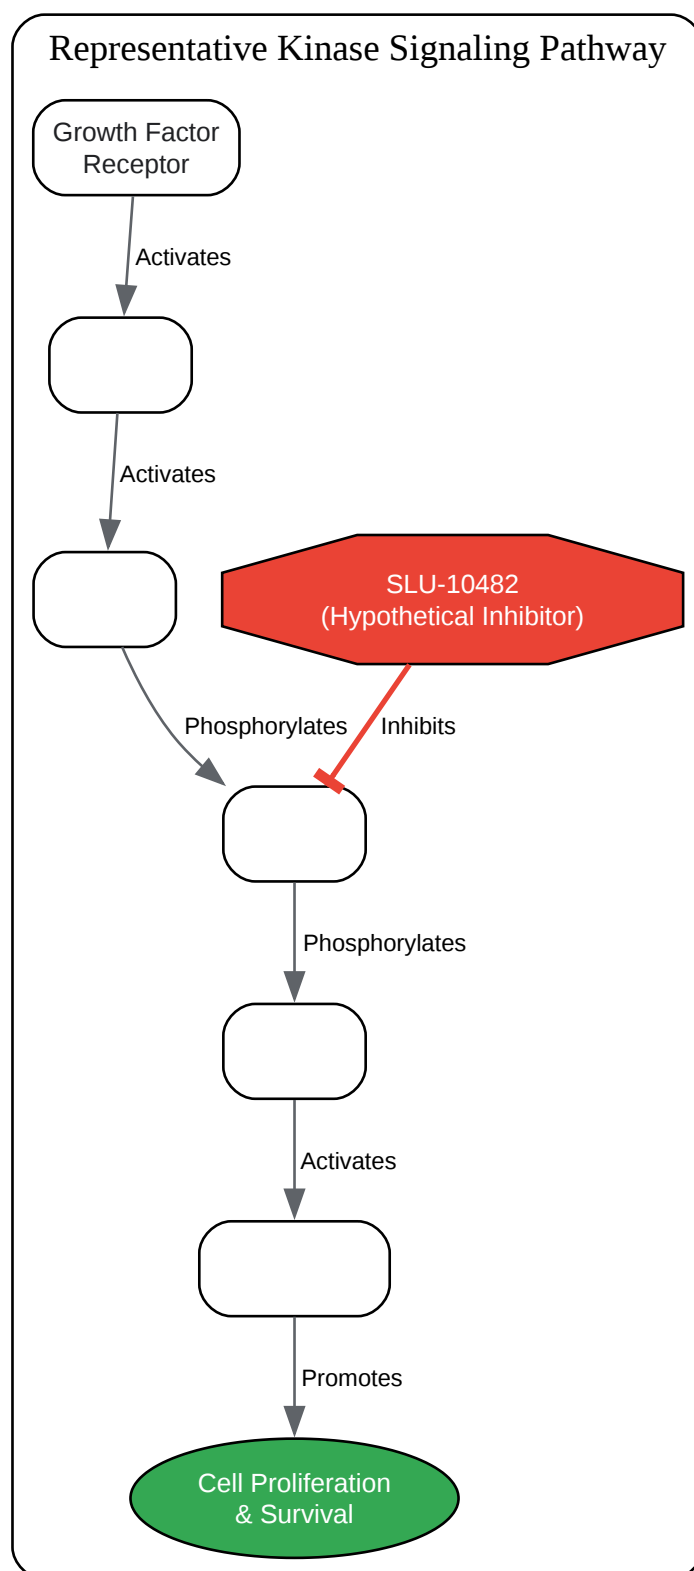 Representative Kinase Signaling Pathway
Growth Factor
Receptor
Activates
Activates
SLU-10482
(Hypothetical Inhibitor)
Phosphorylates
Inhibits
Phosphorylates
Activates
Promotes
Cell Proliferation
& Survival